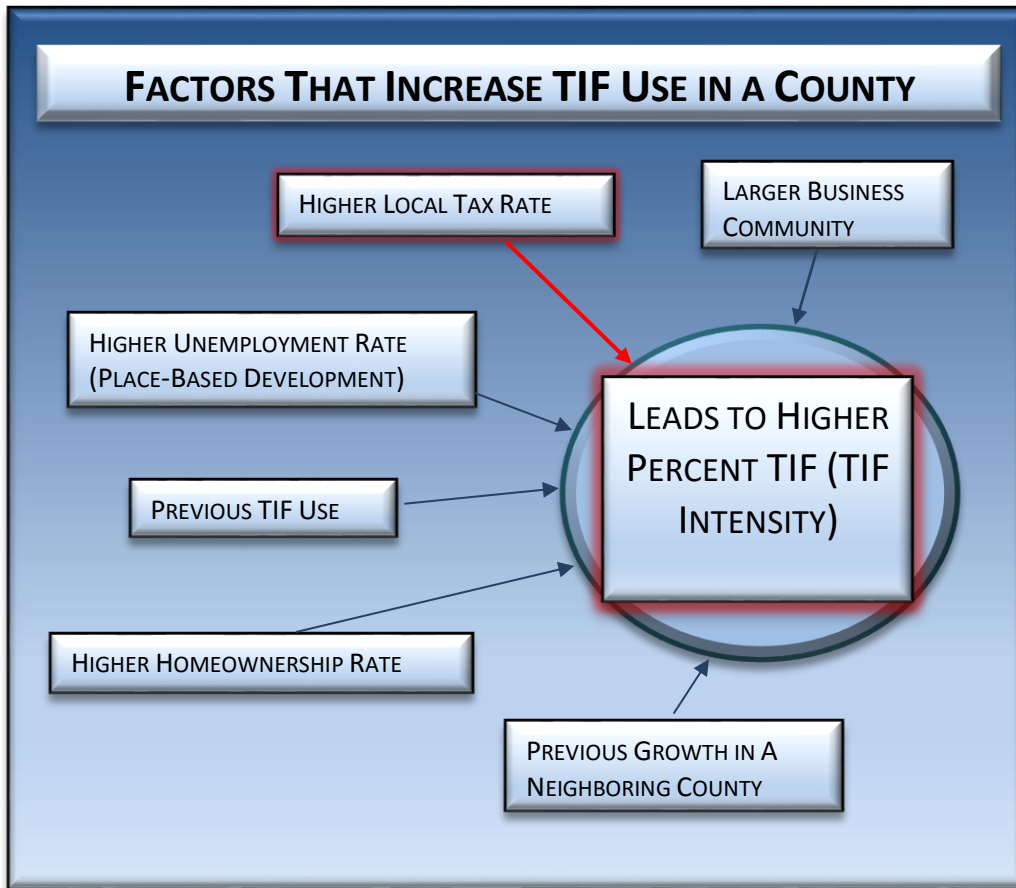 FACTORS THAT INCREASE TIF USE IN A COUNTY
HIGHER LOCAL TAX RATE
LARGER BUSINESS
COMMUNITY
HIGHER UNEMPLOYMENT RATE
(PLACE-BASED DEVELOPMENT)
LEADS TO HIGHER
PERCENT TIF (TIF
INTENSITY)
PREVIOUS TIF USE
HIGHER HOMEOWNERSHIP RATE
PREVIOUS GROWTH IN A
NEIGHBORING COUNTY